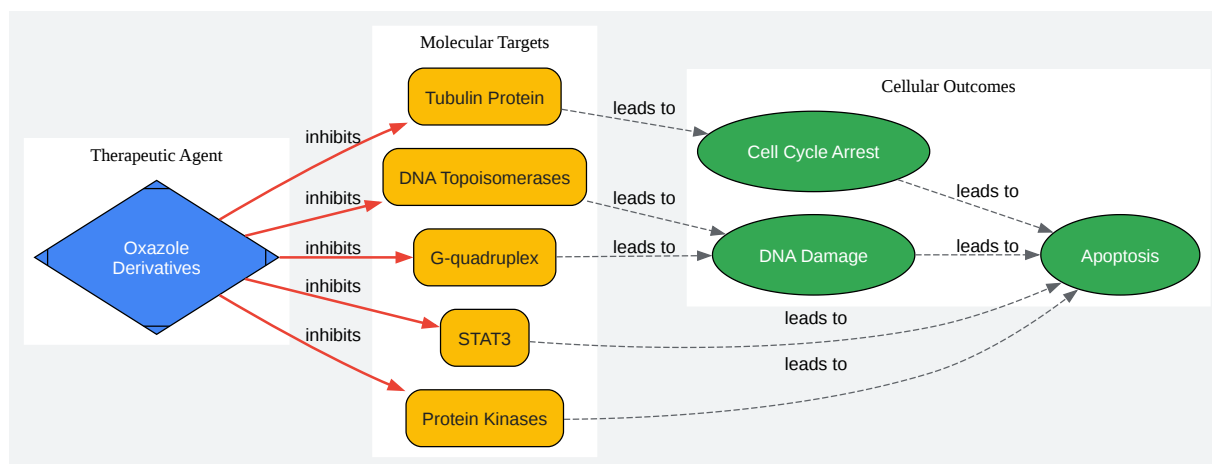 Therapeutic Agent
Oxazole
Derivatives
inhibits
inhibits
inhibits
inhibits
inhibits
Molecular Targets
Tubulin Protein
DNA Topoisomerases
G-quadruplex
STAT3
Protein Kinases
leads to
leads to
leads to
leads to
leads to
Cellular Outcomes
Cell Cycle Arrest
DNA Damage
leads to
leads to
Apoptosis